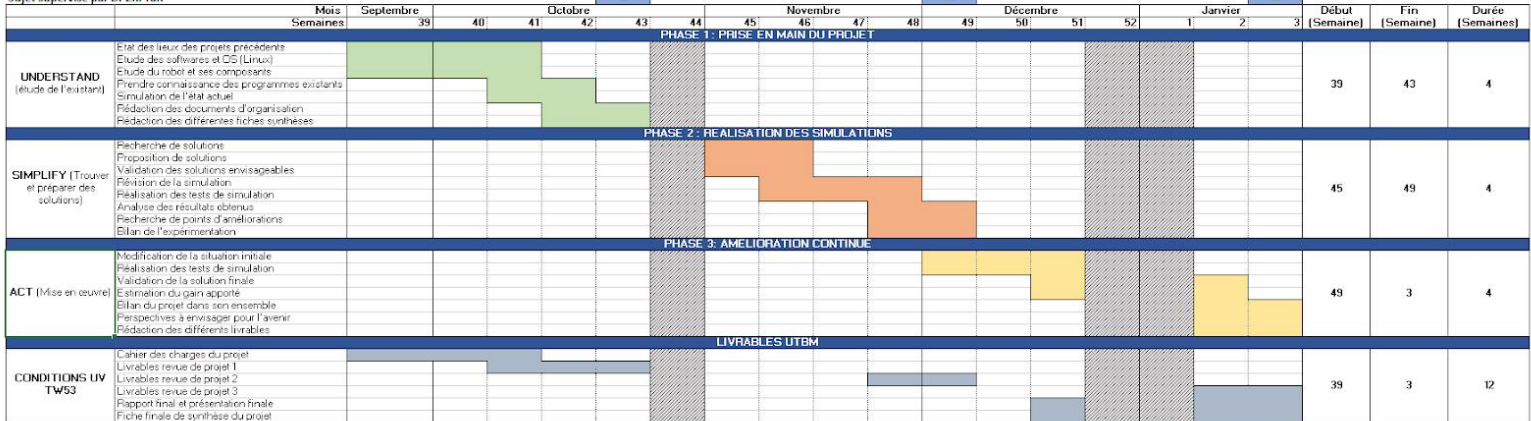 Sujet supervisé par
Mois Septembre Octobre Novembre Décembre Janvier Début Fin Durée
Semaines 39 40 41 42 43 44 45 46 47 48 49 50 51 52 1 2 3 (Semaine) (Semaine) (Semaines)
PHASE 1 : PRISE EN MAIN DU PROJET
UNDERSTAND
(étude de l'existant)
Etat des lieux des projets précédents
Etude des softwares et OS (Linux)
Etude du robot et ses composants
Prendre connaissance des programmes existants
Simulation de l'état actuel
Rédaction des documents d'organisation
Rédaction des différentes fiches synthèses
39 43 4
PHASE 2 : REALISATION DES SIMULATIONS
SIMPLIFY (Trouver
et préparer des
solutions)
Recherche de solutions
Proposition de solutions
Validation des solutions envisageables
Révision de la simulation
Réalisation des tests de simulation
Analyse des résultats obtenus
Recherche de points d'améliorations
Bilan de l'expérimentation
45 49 4
PHASE 3: AMELIORATION CONTINUE
ACT (Mise en œuvre)
Modification de la situation initiale
Réalisation des tests de simulation
Validation de la solution finale
Estimation du gain apporté
Bilan du projet dans son ensemble
Perspectives à envisager pour l'avenir
Rédaction des différents livrables
49 3 4
LIVRABLES UTBM
CONDITIONS UV
TW53
Cahier des charges du projet
Livrables revue de projet 1
Livrables revue de projet 2
Livrables revue de projet 3
Rapport final et présentation finale
Fiche finale de synthèse du projet
39 3 12